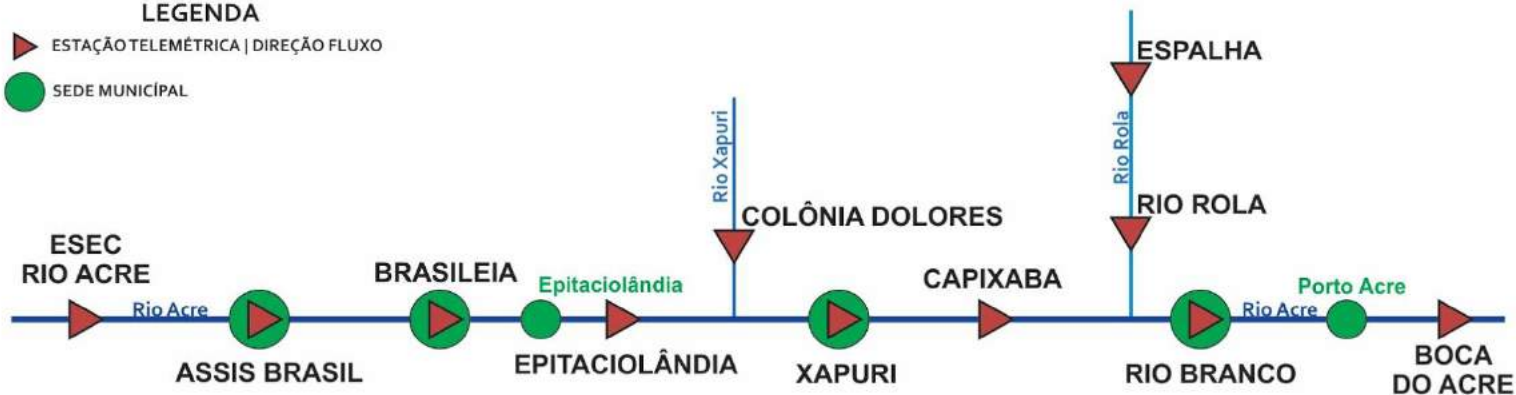 LEGENDA
ESTAÇÃO TELEMÉTRICA | DIREÇÃO FLUXO
SEDE MUNICÍPAL
ESPALHA
Rio Xapuri
Rio Rola
COLÔNIA DOLORES
RIO ROLA
ESEC
RIO ACRE
BRASILEIA
Epitaciolândia
CAPIXABA
Porto Acre
Rio Acre
Rio Acre
ASSIS BRASIL
EPITACIOLÂNDIA
XAPURI
RIO BRANCO
BOCA
DO ACRE